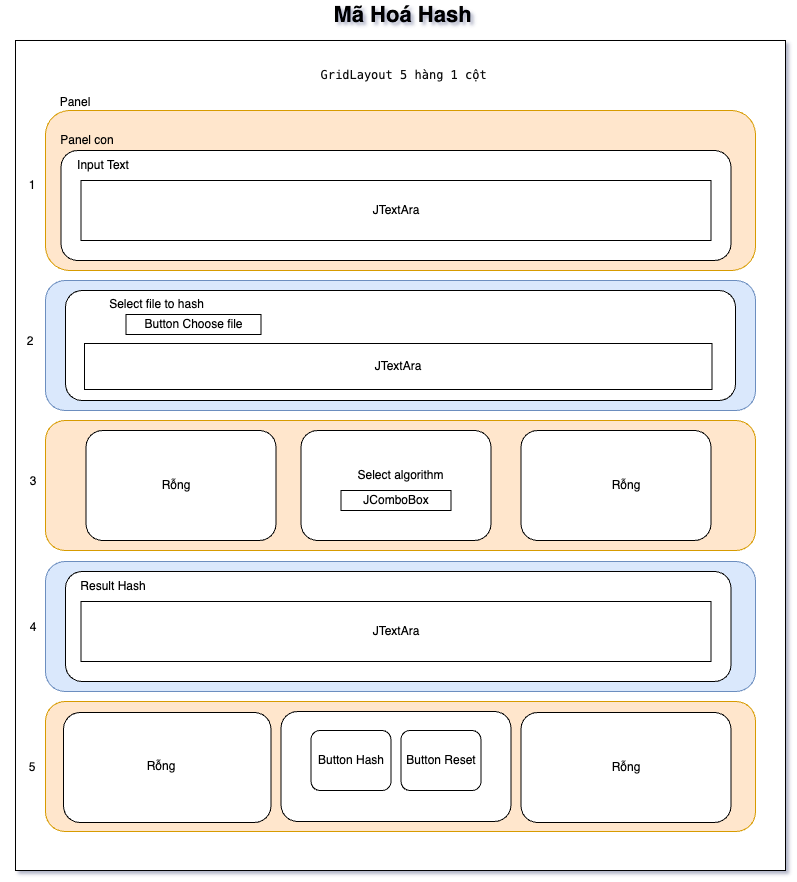 Mã Hoá Hash
GridLayout 5 hàng 1 cột
Panel
Panel con
Input Text
1
JTextAra
Select file to hash
Button Choose file
2
JTextAra
3
Rỗng
Select algorithm
JComboBox
Rỗng
Result Hash
4
JTextAra
5
Rỗng
Button Hash
Button Reset
Rỗng